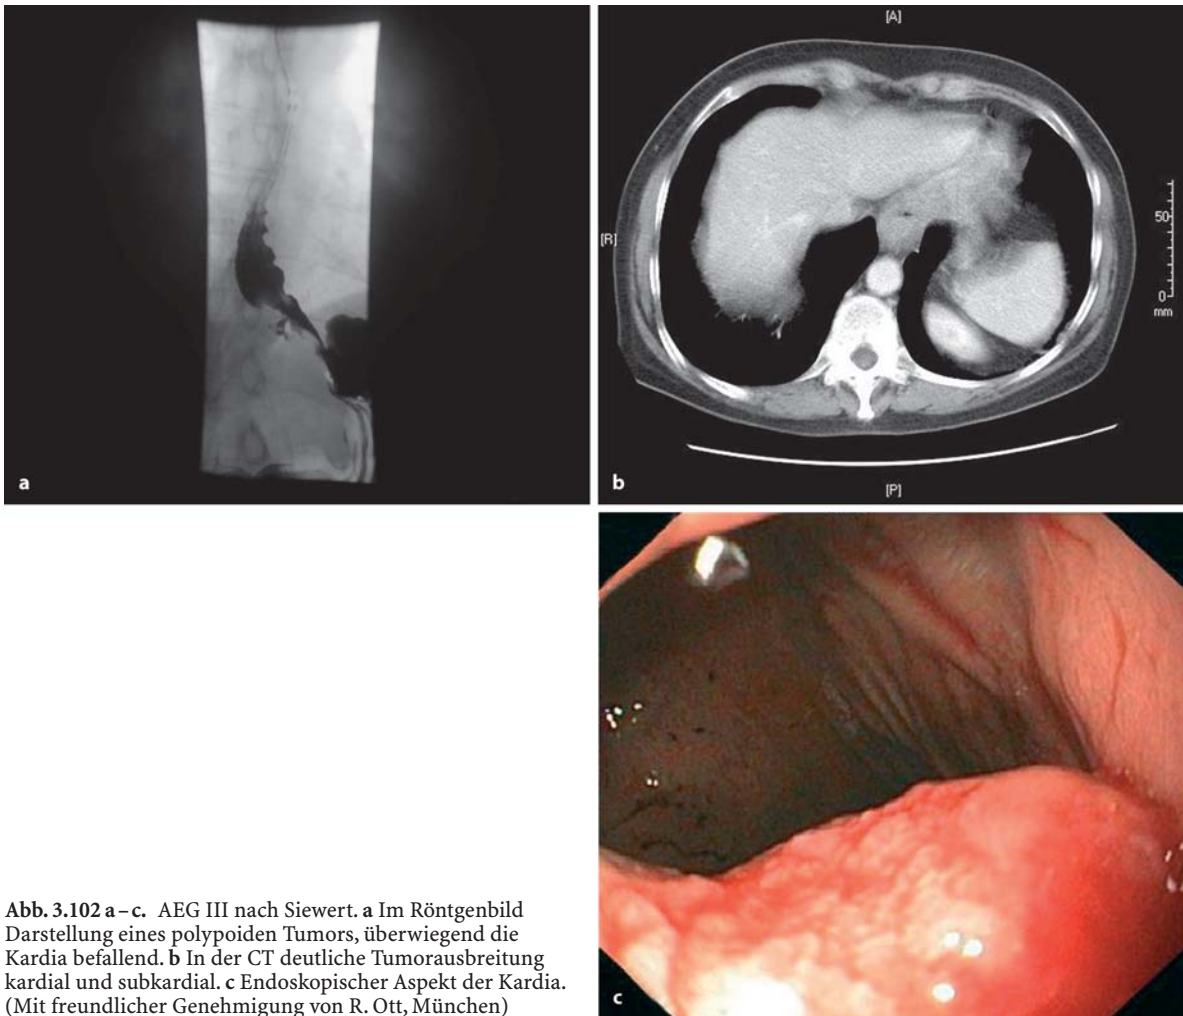 [A]
[R]
50
0
mm
a
b
[P]
c
Abb. 3.102 a–c. AEG III nach Siewert. a Im Röntgenbild
Darstellung eines polypoiden Tumors, überwiegend die
Kardia befallend. b In der CT deutliche Tumorausbreitung
kardial und subkardial. c Endoskopischer Aspekt der Kardia.
(Mit freundlicher Genehmigung von R. Ott, München)